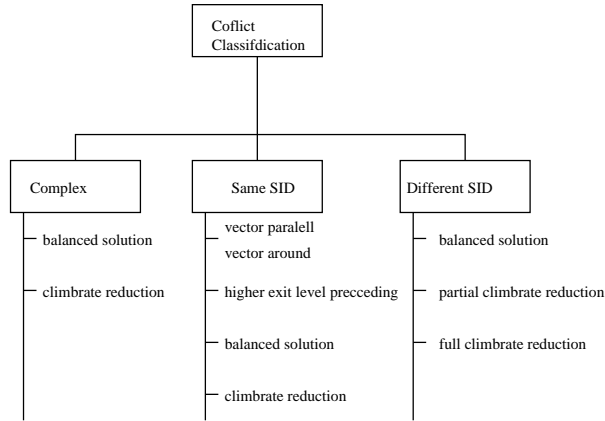 Coflict
Classifdication
Complex
Same SID
Different SID
balanced solution
climbrate reduction
vector paralell
vector around
higher exit level precceding
balanced solution
climbrate reduction
balanced solution
partial climbrate reduction
full climbrate reduction